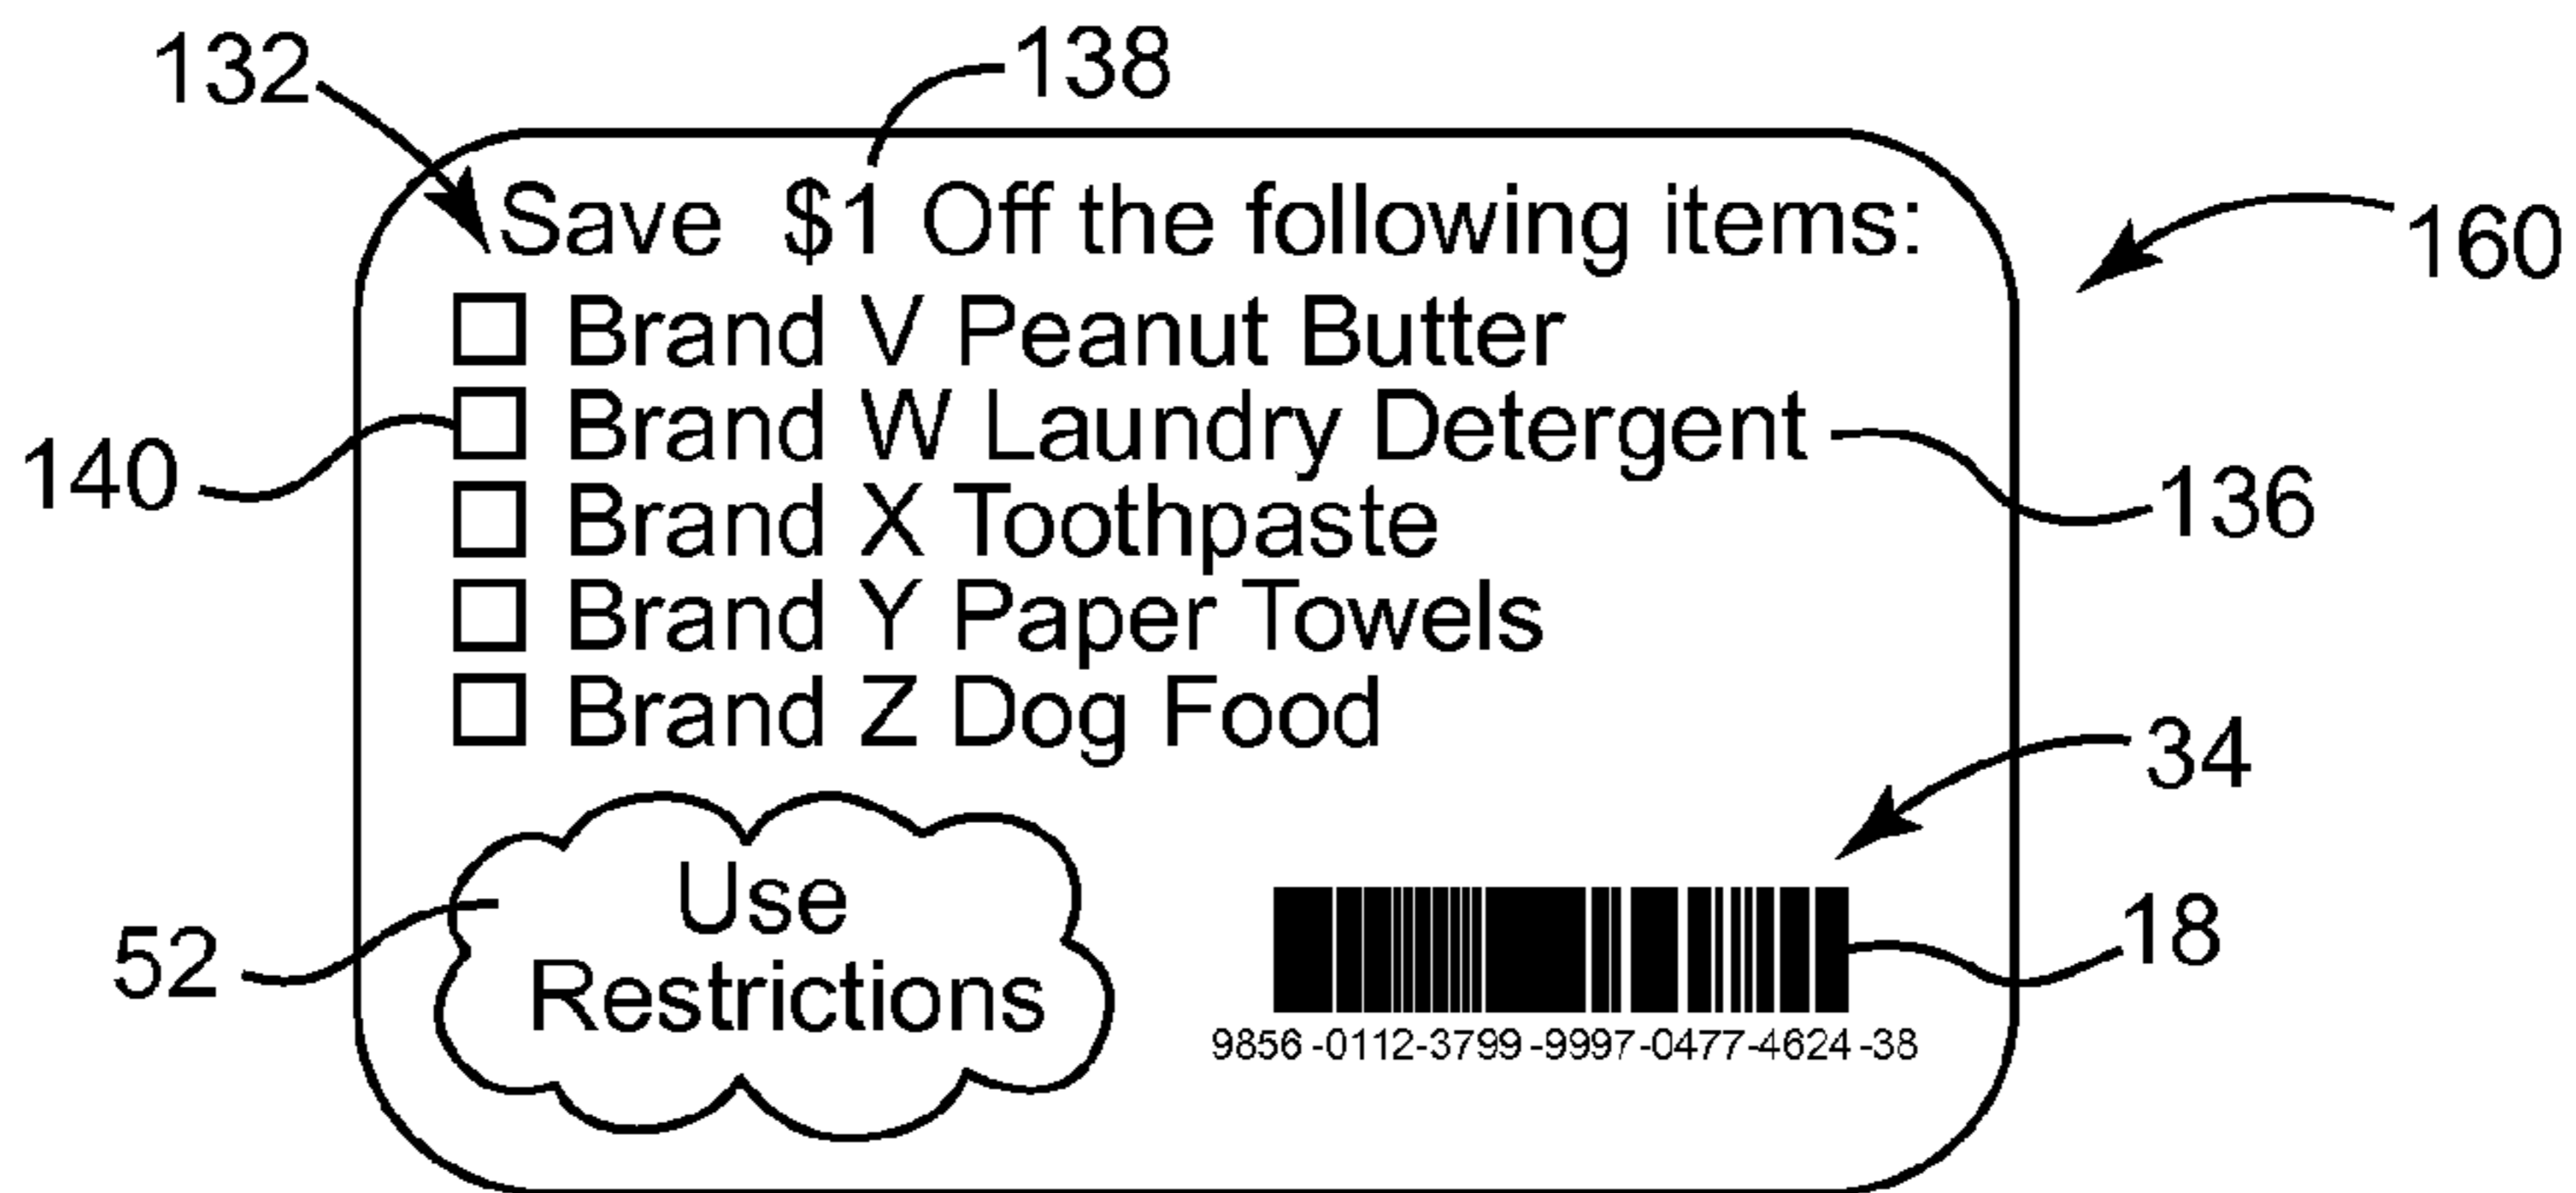 132
138
Save $1 Off the following items:
160
Brand V Peanut Butter
140
Brand W Laundry Detergent
136
Brand X Toothpaste
Brand Y Paper Towels
Brand Z Dog Food
34
Use
Restrictions
52
18
9856-0112-3799-9997-0477-4624-38